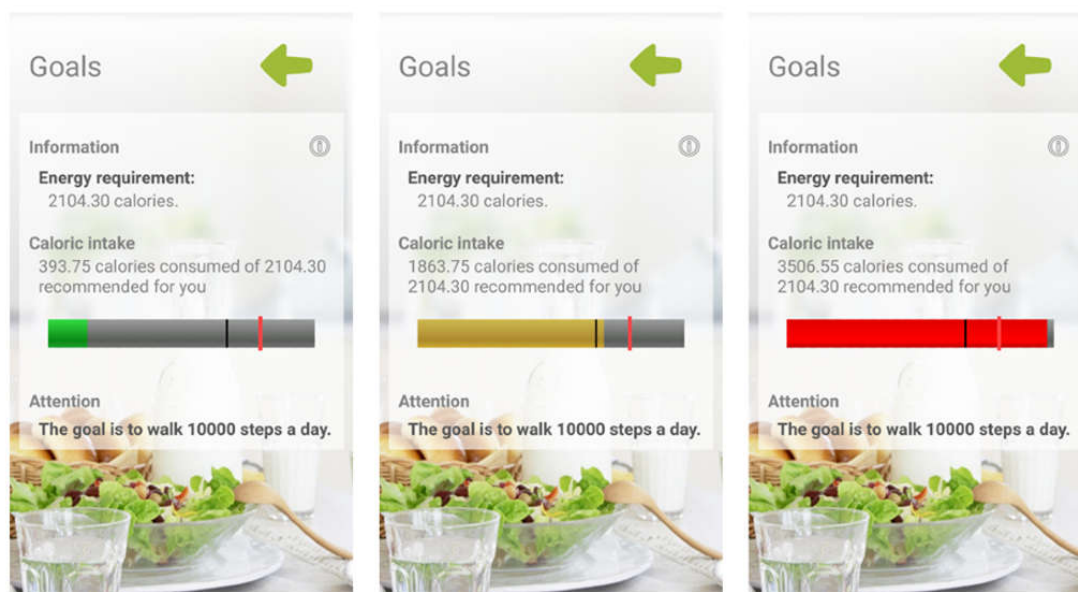 Goals
Information
Energy requirement:
2104.30 calories.
Caloric intake
393.75 calories consumed of 2104.30
recommended for you
Attention
The goal is to walk 10000 steps a day.
Goals
Information
Energy requirement:
2104.30 calories.
Caloric intake
1863.75 calories consumed of
2104.30 recommended for you
Attention
The goal is to walk 10000 steps a day.
Goals
Information
Energy requirement:
2104.30 calories.
Caloric intake
3506.55 calories consumed of
2104.30 recommended for you
Attention
The goal is to walk 10000 steps a day.